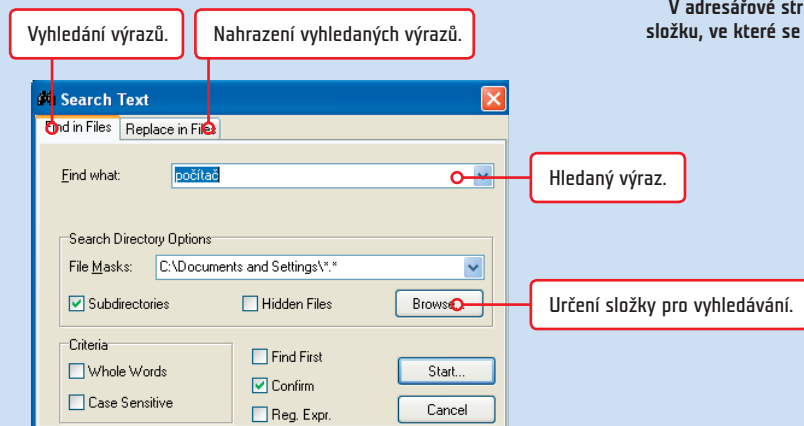 V adresářové str
složku, ve které se
Vyhledání výrazů.
Nahrazení vyhledaných výrazů.
Search Text
Find in Files
Replace in Files
Find what:
počítač
Hledaný výraz.
Search Directory Options
File Masks:
C:\Documents and Settings\*.*
Subdirectories
Hidden Files
Browse...
Určení složky pro vyhledávání.
Criteria
Whole Words
Case Sensitive
Find First
Confirm
Reg. Expr.
Start...
Cancel